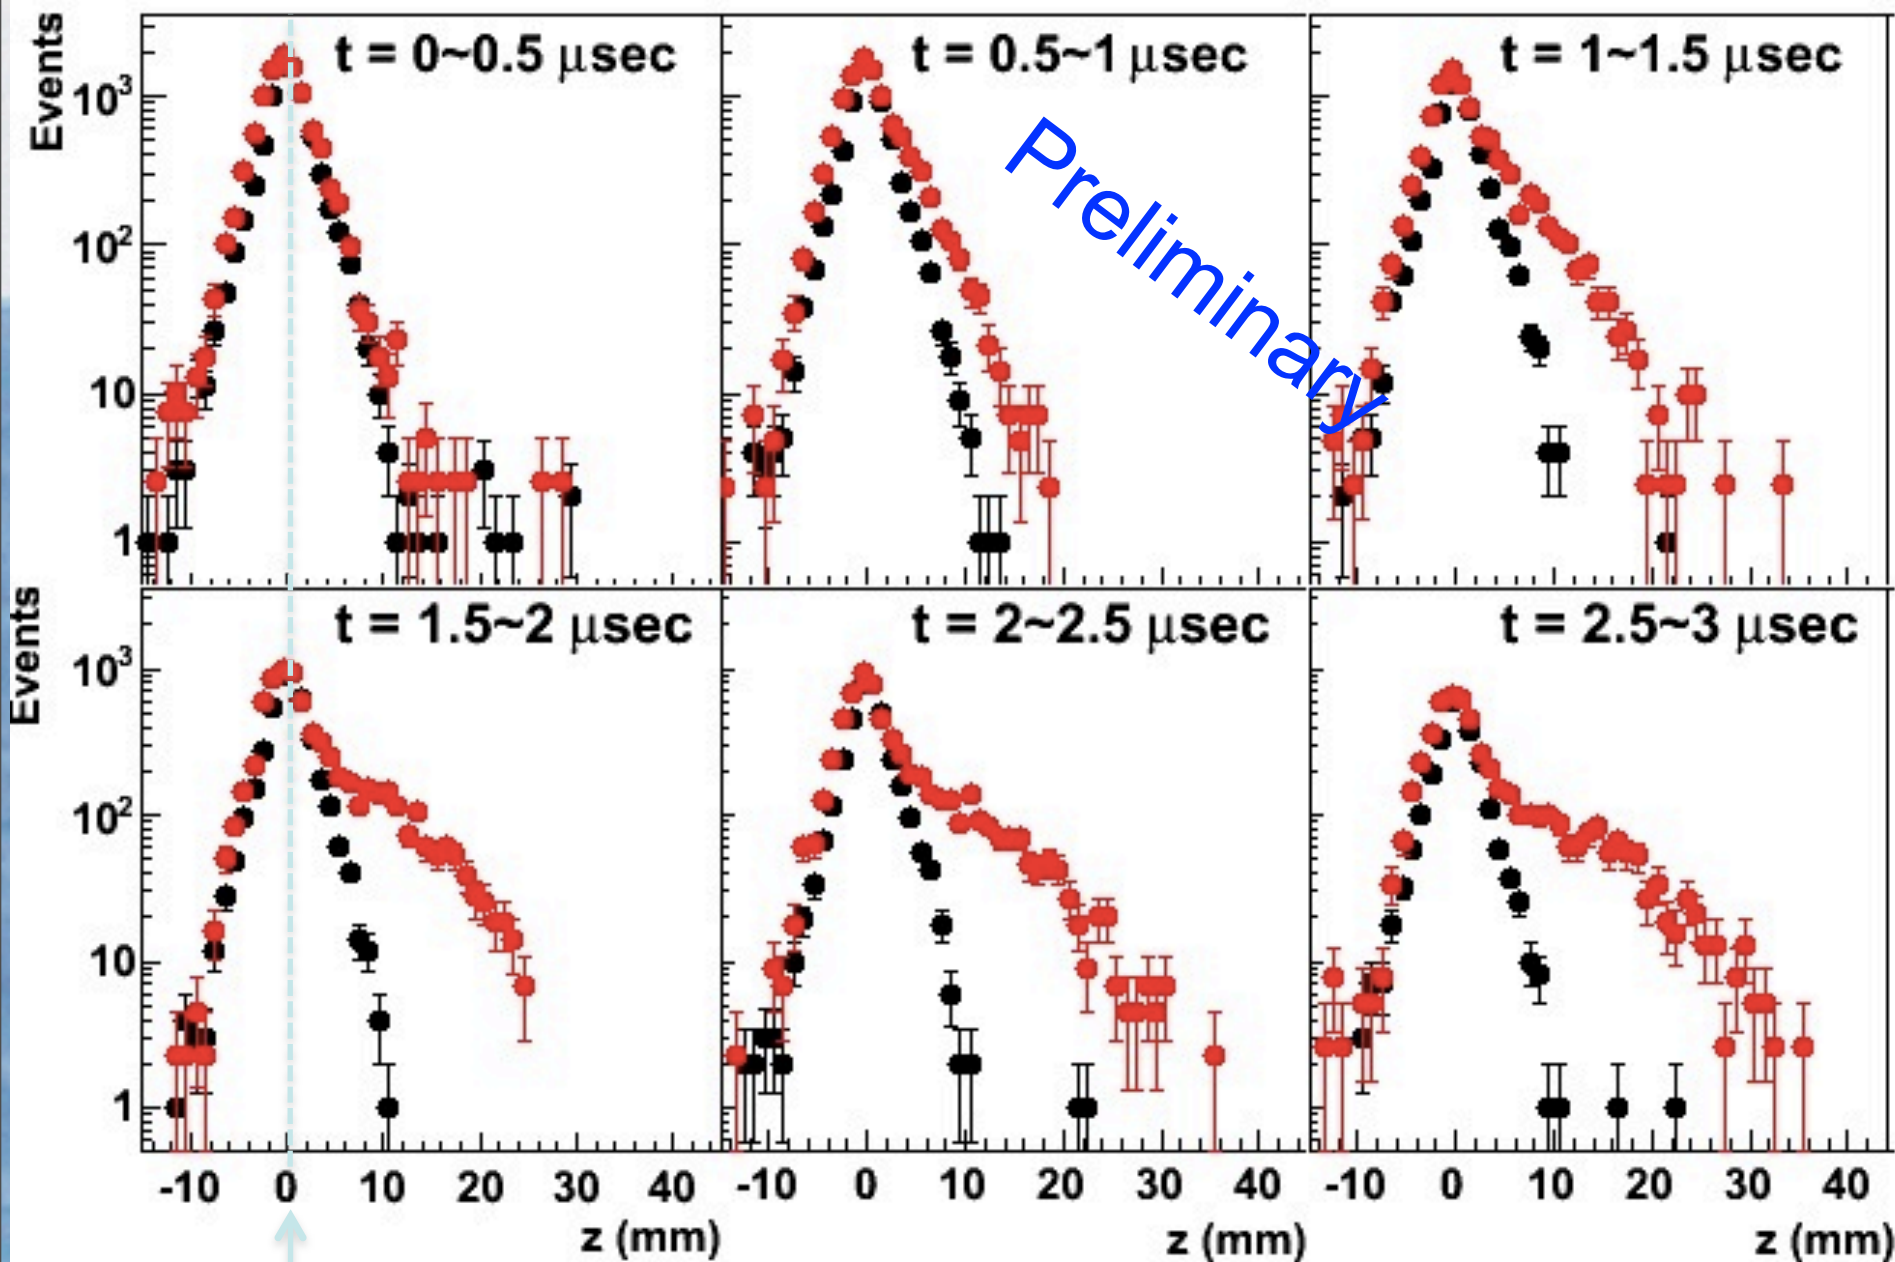 Events
t = 0~0.5 μsec
t = 0.5~1 μsec
t = 1~1.5 μsec
10³
10²
10
1
Preliminary
Events
t = 1.5~2 μsec
t = 2~2.5 μsec
t = 2.5~3 μsec
10³
10²
10
1
-10 0 10 20 30 40
-10 0 10 20 30 40
-10 0 10 20 30 40
z (mm)
z (mm)
z (mm)